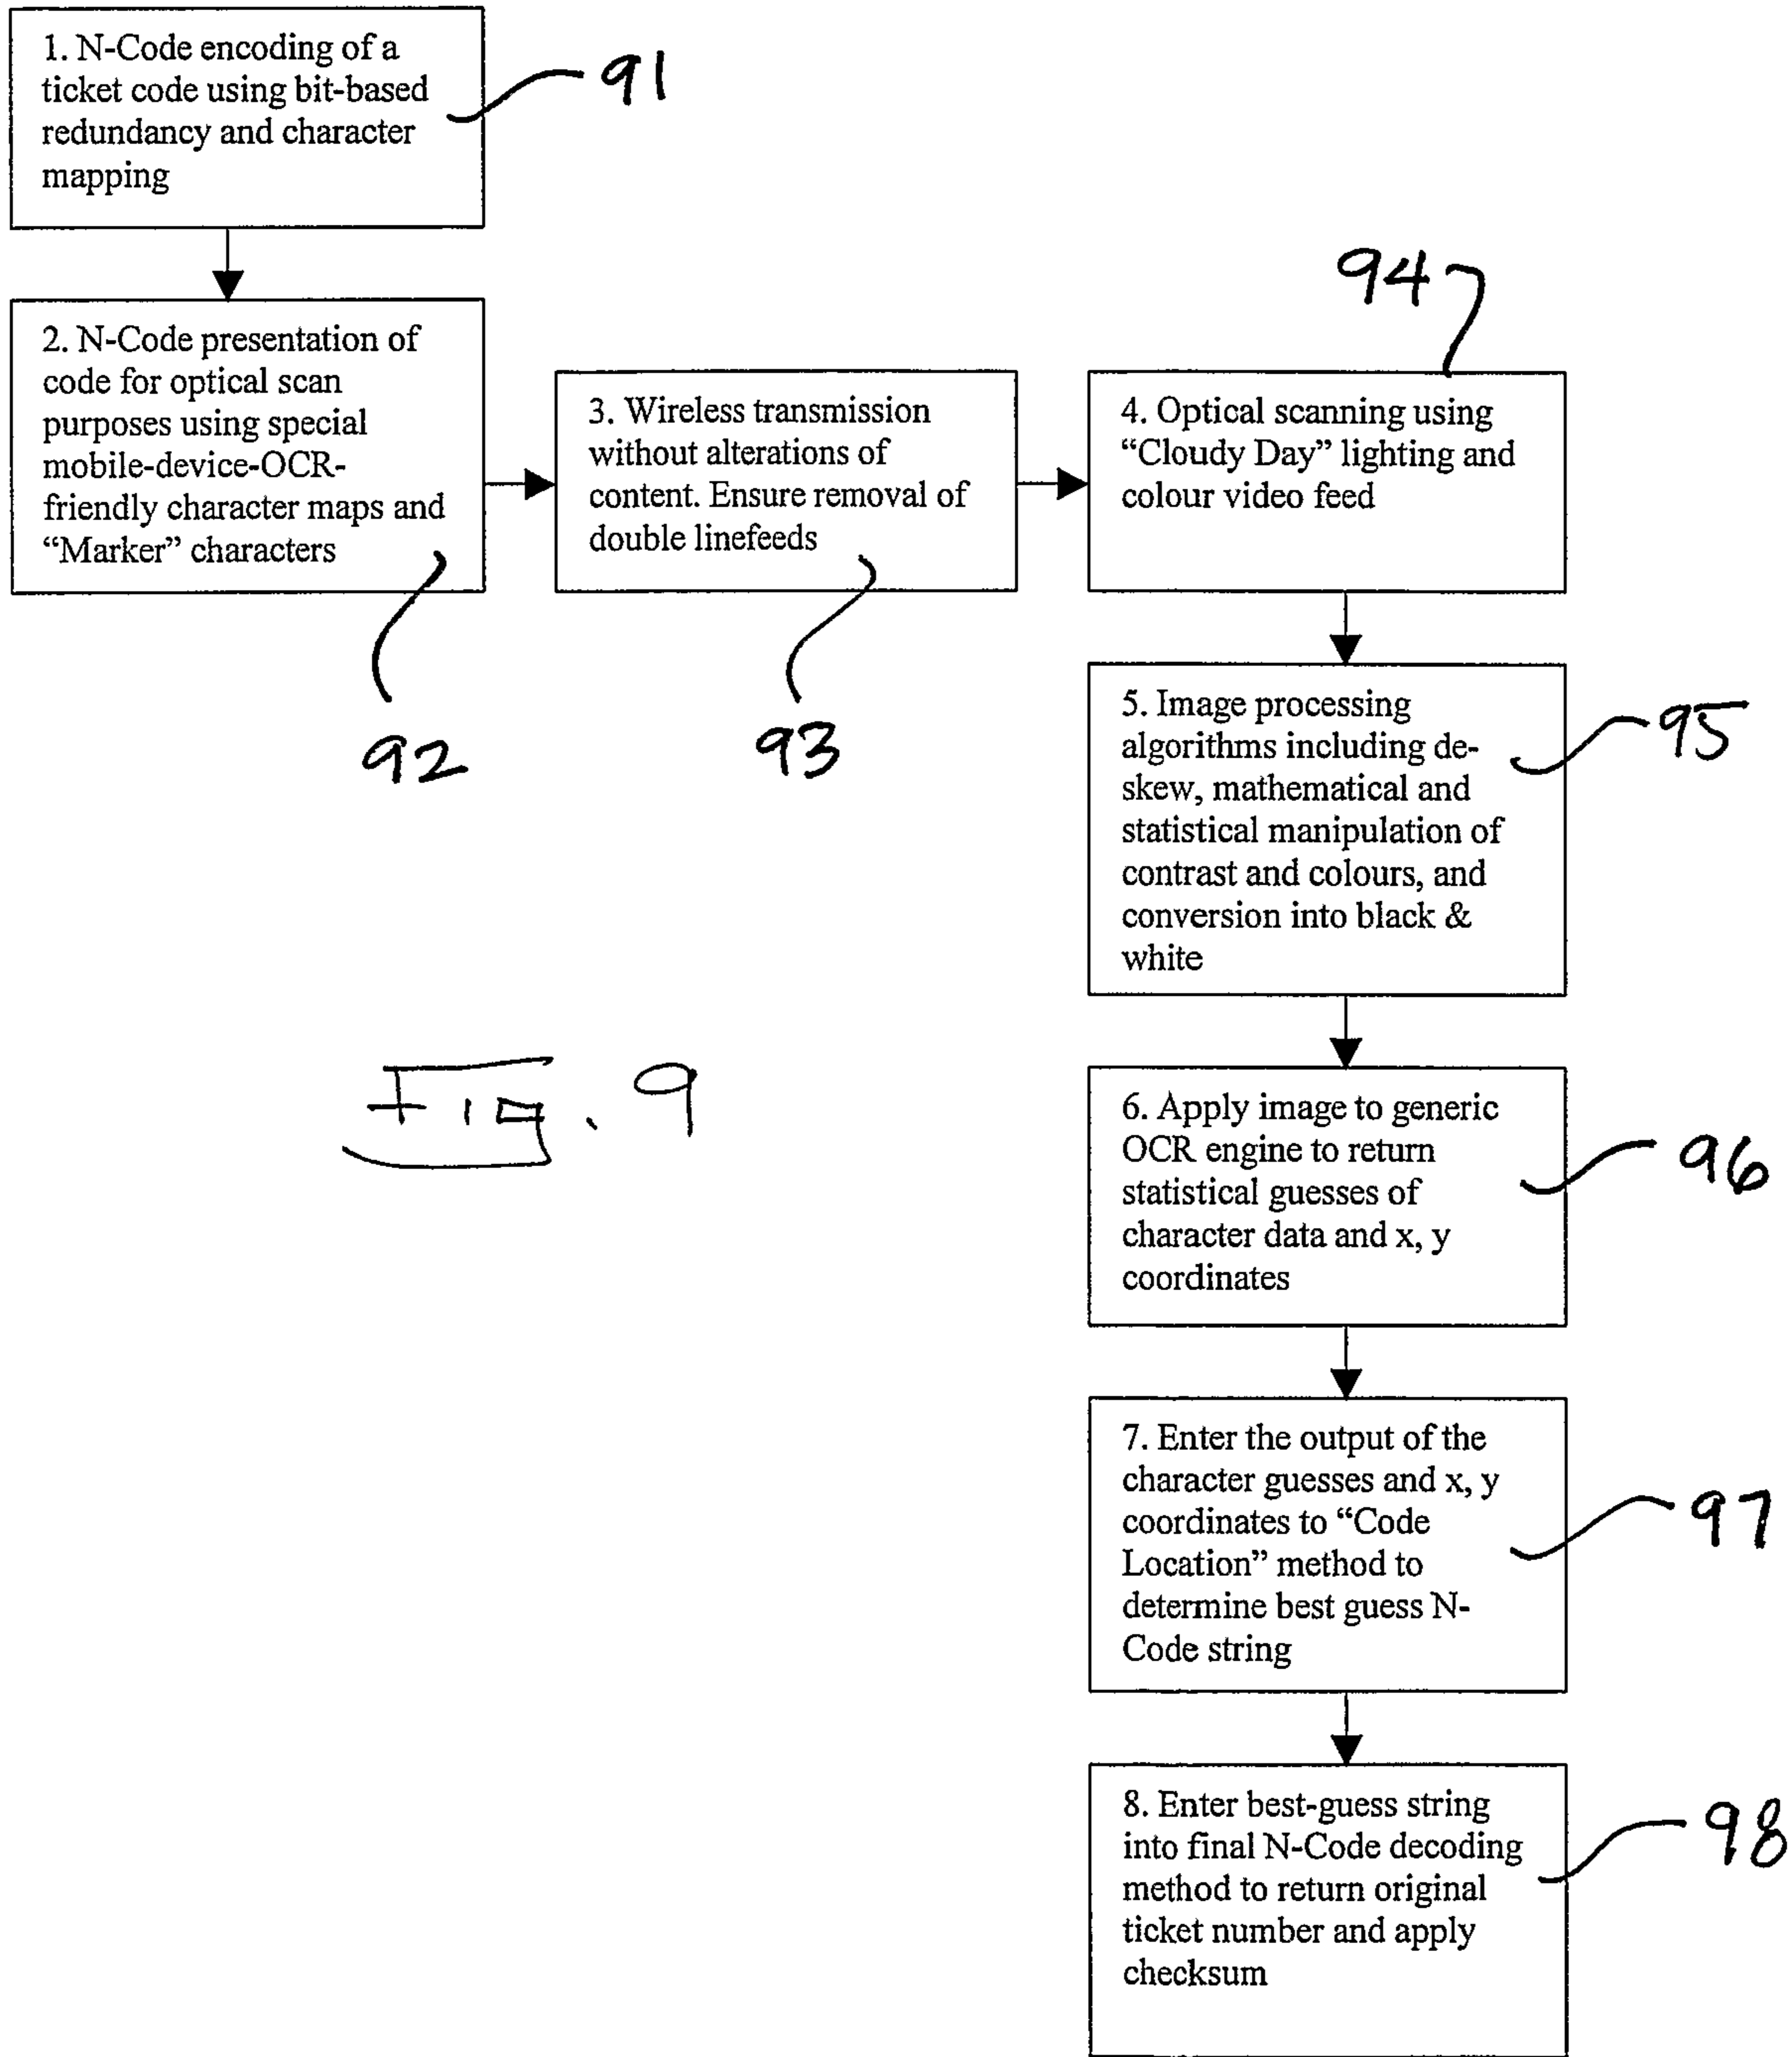 1. N-Code encoding of a
ticket code using bit-based
redundancy and character
mapping
91
2. N-Code presentation of
code for optical scan
purposes using special
mobile-device-OCR-
friendly character maps and
“Marker” characters
92
3. Wireless transmission
without alterations of
content. Ensure removal of
double linefeeds
93
94
4. Optical scanning using
“Cloudy Day” lighting and
colour video feed
5. Image processing
algorithms including de-
skew, mathematical and
statistical manipulation of
contrast and colours, and
conversion into black &
white
95
6. Apply image to generic
OCR engine to return
statistical guesses of
character data and x, y
coordinates
96
7. Enter the output of the
character guesses and x, y
coordinates to “Code
Location” method to
determine best guess N-
Code string
97
8. Enter best-guess string
into final N-Code decoding
method to return original
ticket number and apply
checksum
98
Fig. 9